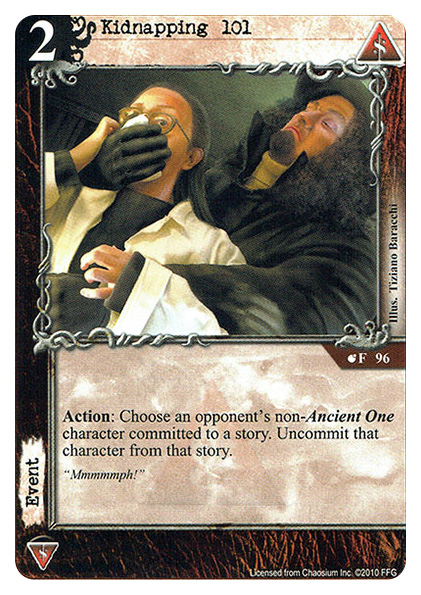 2
Kidnapping 101
Illus. Tiziano Baracchi
F 96
Action: Choose an opponent's non-Ancient One
character committed to a story. Uncommit that
character from that story.
"Mmmmmph!"
Event
Licensed from Chaosium Inc. ©2010 FFG